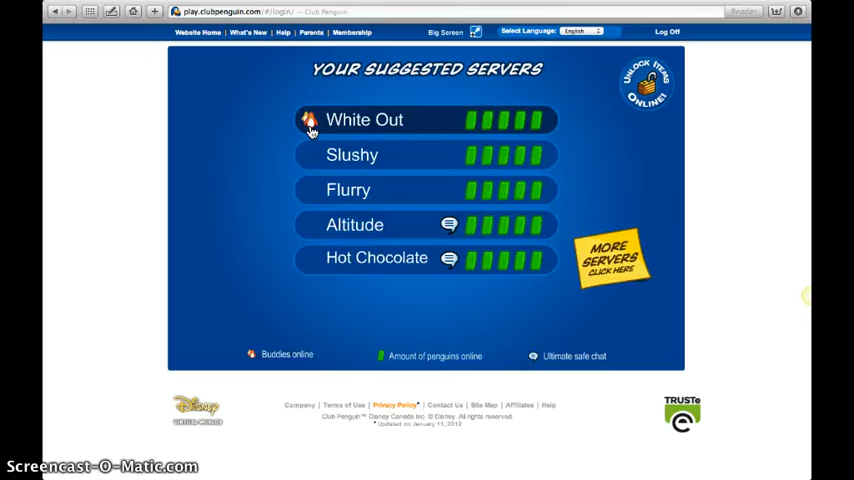 play.clubpenguin.com/#/login/ – Club Penguin
Reader
Website Home | What's New | Help | Parents | Membership
Big Screen
Select Language: English
Log Off
YOUR SUGGESTED SERVERS
UNLOCK ITEMS ONLINE!
White Out
Slushy
Flurry
Altitude
Hot Chocolate
MORE
SERVERS
CLICK HERE
Buddies online
Amount of penguins online
Ultimate safe chat
Disney
VIRTUAL WORLDS
Company | Terms of Use | Privacy Policy* | Contact Us | Site Map | Affiliates | Help
Club Penguin™ Disney Canada Inc. © Disney. All rights reserved.
* Updated on January 11, 2012
TRUSTe
Screencast-O-Matic.com